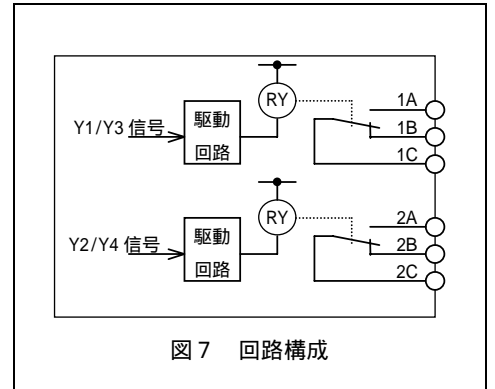 RY
1A
Y1/Y3 信号
駆動
回路
1B
1C
RY
2A
Y2/Y4 信号
駆動
回路
2B
2C
図7 回路構成